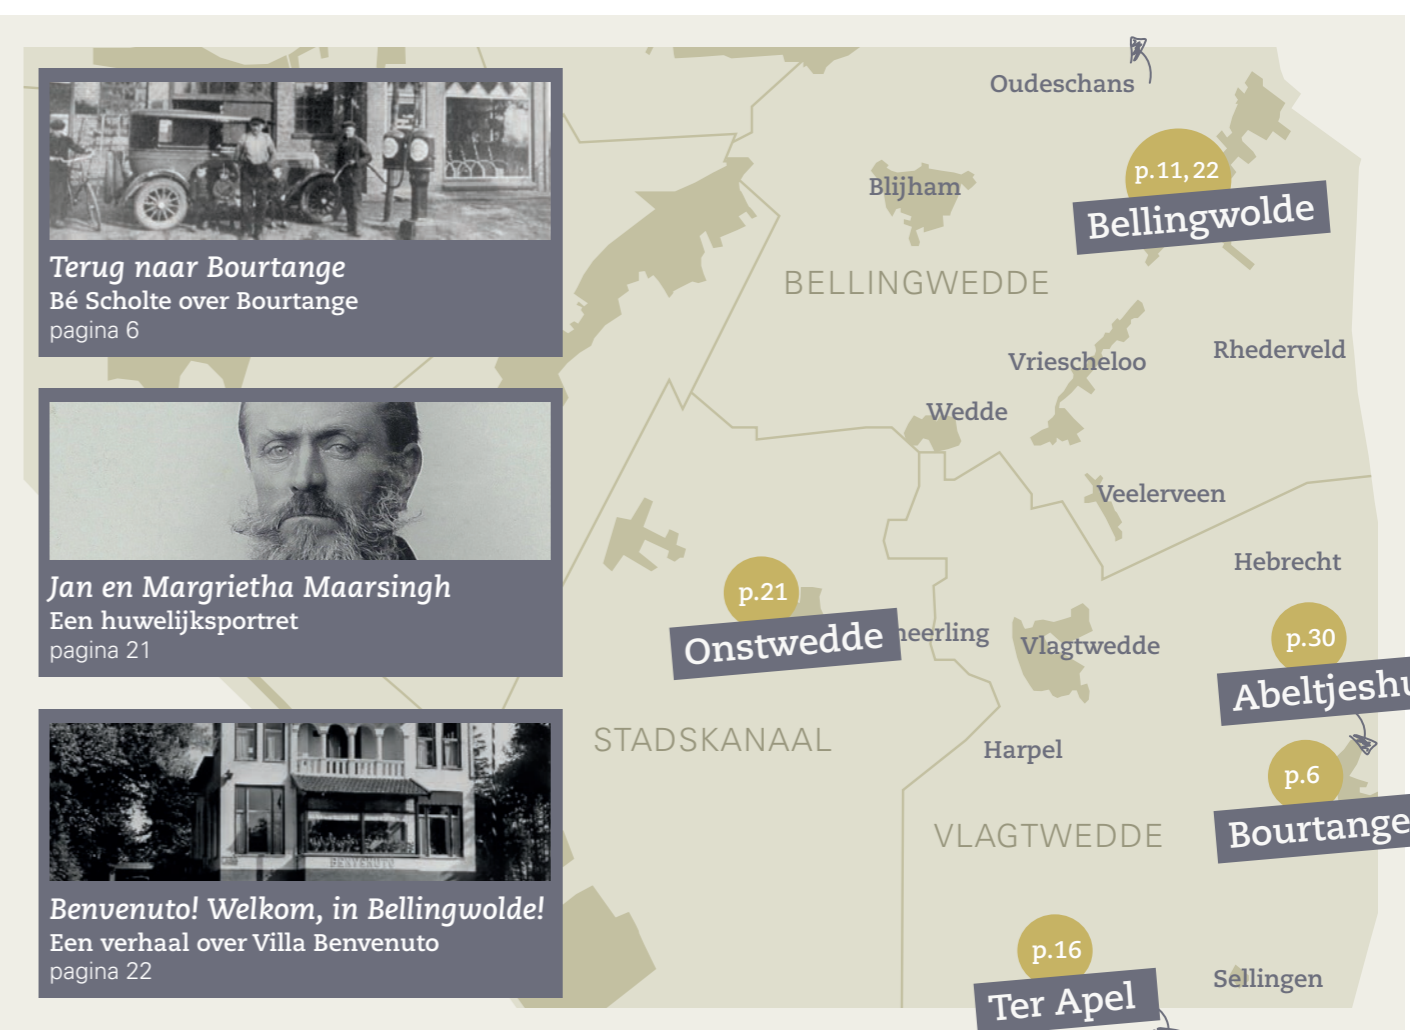 Terug naar Bourtange
Bé Scholte over Bourtange
pagina 6
Jan en Margrietha Maarsingh
Een huwelijksportret
pagina 21
BENVENUTO
Benvenuto! Welkom, in Bellingwolde!
Een verhaal over Villa Benvenuto
pagina 22
Oudeschans
p.11, 22
Bellingwolde
Blijham
BELLINGWEDDE
Vriescheloo
Rhederveld
Wedde
Veelerveen
Hebrecht
p.21
Onstwedde
Vlagtwedde
p.30
STADSKANAAL
Harpel
p.6
Bourtange
VLAGTWEDDE
p.16
Ter Apel
Sellingen